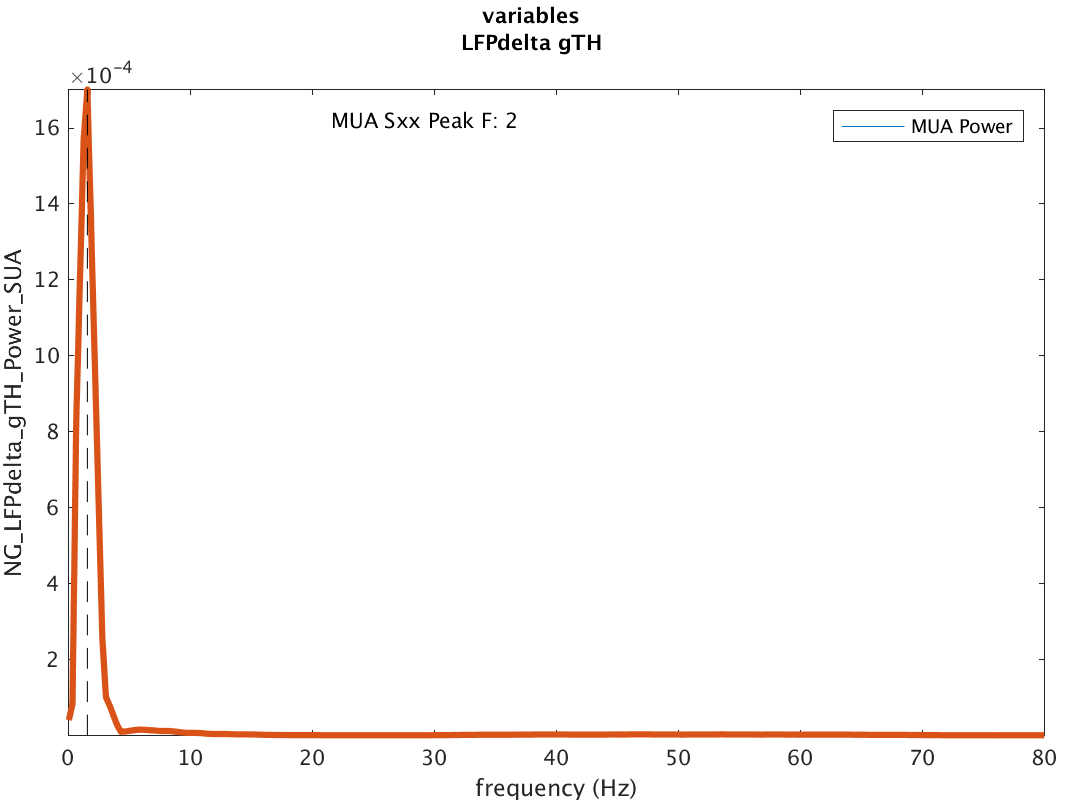 variables
LFPdelta gTH
×10⁻⁴
MUA Sxx Peak F: 2
MUA Power
16
14
12
10
8
6
4
2
NG_LFPdelta_gTH_Power_SUA
0 10 20 30 40 50 60 70 80
frequency (Hz)